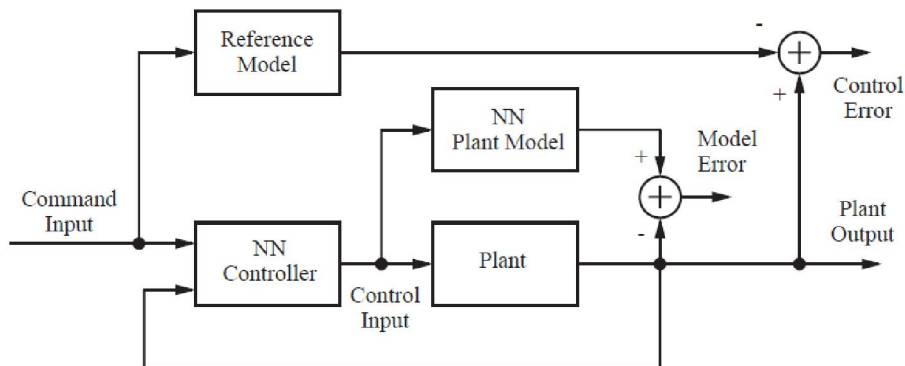 Reference
Model
-
+
Control
Error
NN
Plant Model
+
Model
Error
Command
Input
-
Plant
Output
NN
Controller
Plant
Control
Input